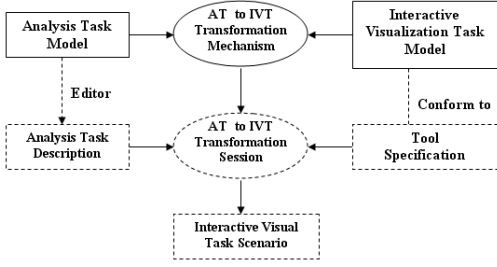 Analysis Task
Model
AT to IVT
Transformation
Mechanism
Interactive
Visualization Task
Model
Editor
Conform to
Analysis Task
Description
AT to IVT
Transformation
Session
Tool
Specification
Interactive Visual
Task Scenario